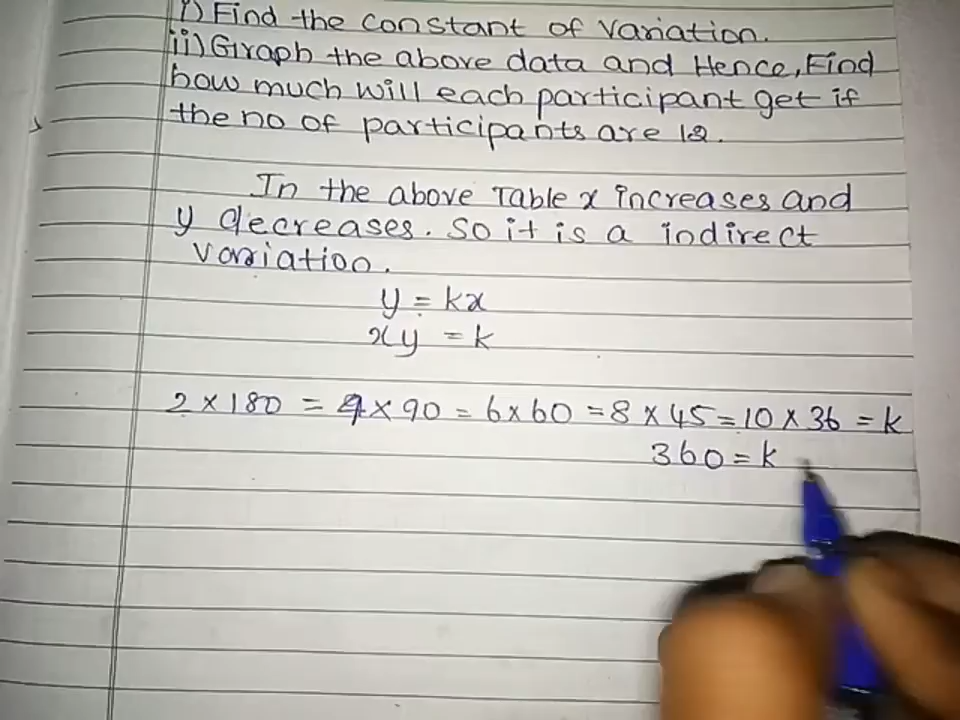 i) Find the constant of variation.
ii) Graph the above data and Hence, Find
how much will each participant get if
the no of participants are 12.
In the above Table x increases and
y decreases. so it is a indirect
variation.
y = kx
xy = k
2 × 180 = 4 × 90 = 6 × 60 = 8 × 45 = 10 × 36 = k
360 = k